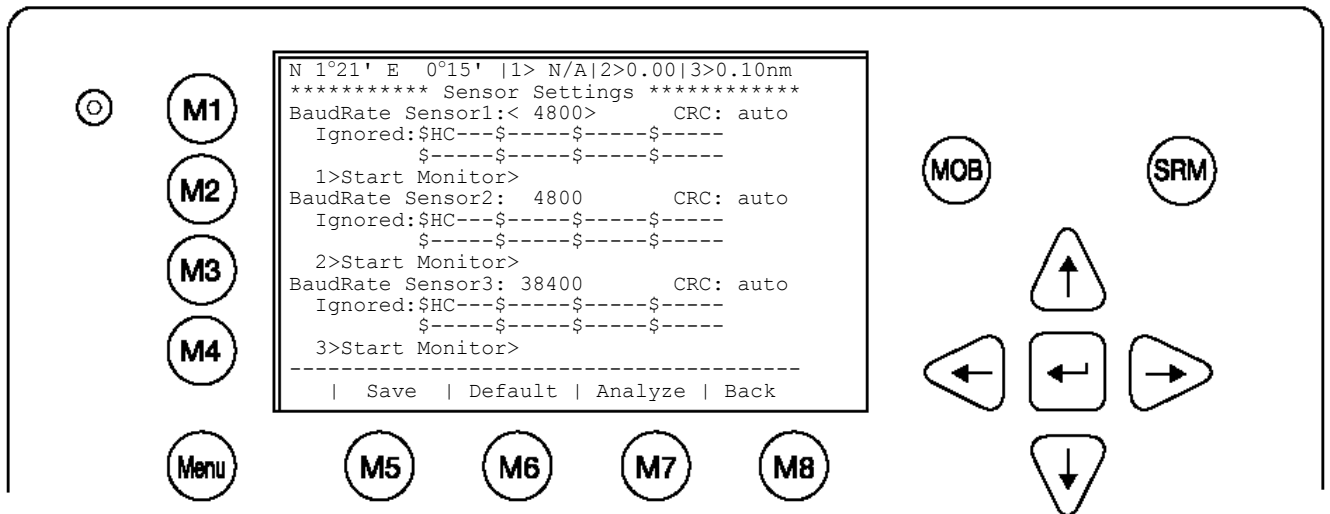 N 1°21' E 0°15' |1> N/A|2>0.00|3>0.10nm
*********** Sensor Settings ************
BaudRate Sensor1:< 4800> CRC: auto
Ignored:$HC---$-----$-----$-----
$-----$-----$-----$-----
1>Start Monitor>
BaudRate Sensor2: 4800 CRC: auto
Ignored:$HC---$-----$-----$-----
$-----$-----$-----$-----
2>Start Monitor>
BaudRate Sensor3: 38400 CRC: auto
Ignored:$HC---$-----$-----$-----
$-----$-----$-----$-----
3>Start Monitor>
----------------------------------------
| Save | Default | Analyze | Back
M1
M2
M3
M4
Menu
M5 M6 M7 M8
MOB SRM